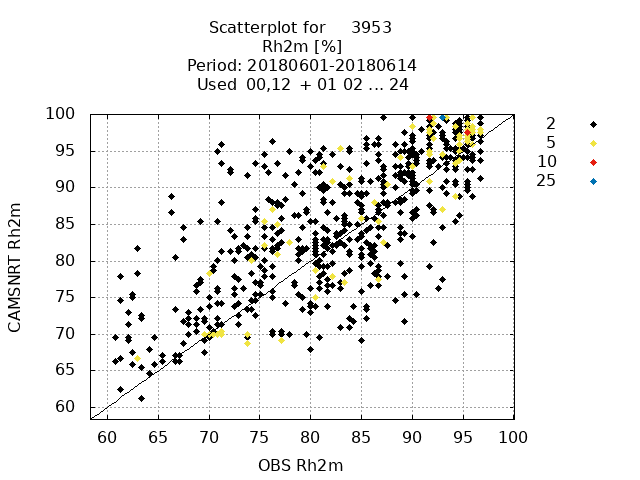 Scatterplot for 3953
Rh2m [%]
Period: 20180601-20180614
Used 00,12 + 01 02 ... 24
2
5
10
25
CAMSNRT Rh2m
100
95
90
85
80
75
70
65
60
60 65 70 75 80 85 90 95 100
OBS Rh2m